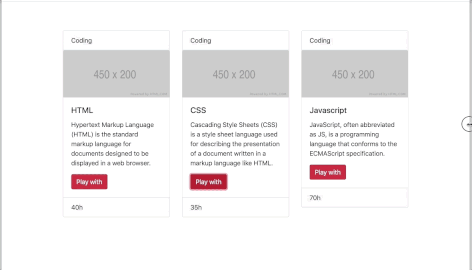 Coding
450 x 200
HTML
Hypertext Markup Language
(HTML) is the standard
markup language for
documents designed to be
displayed in a web browser.
Play with
40h
Coding
450 x 200
CSS
Cascading Style Sheets (CSS)
is a style sheet language used
for describing the presentation
of a document written in a
markup language like HTML.
Play with
35h
Coding
450 x 200
Javascript
JavaScript, often abbreviated
as JS, is a programming
language that conforms to the
ECMAScript specification.
Play with
70h